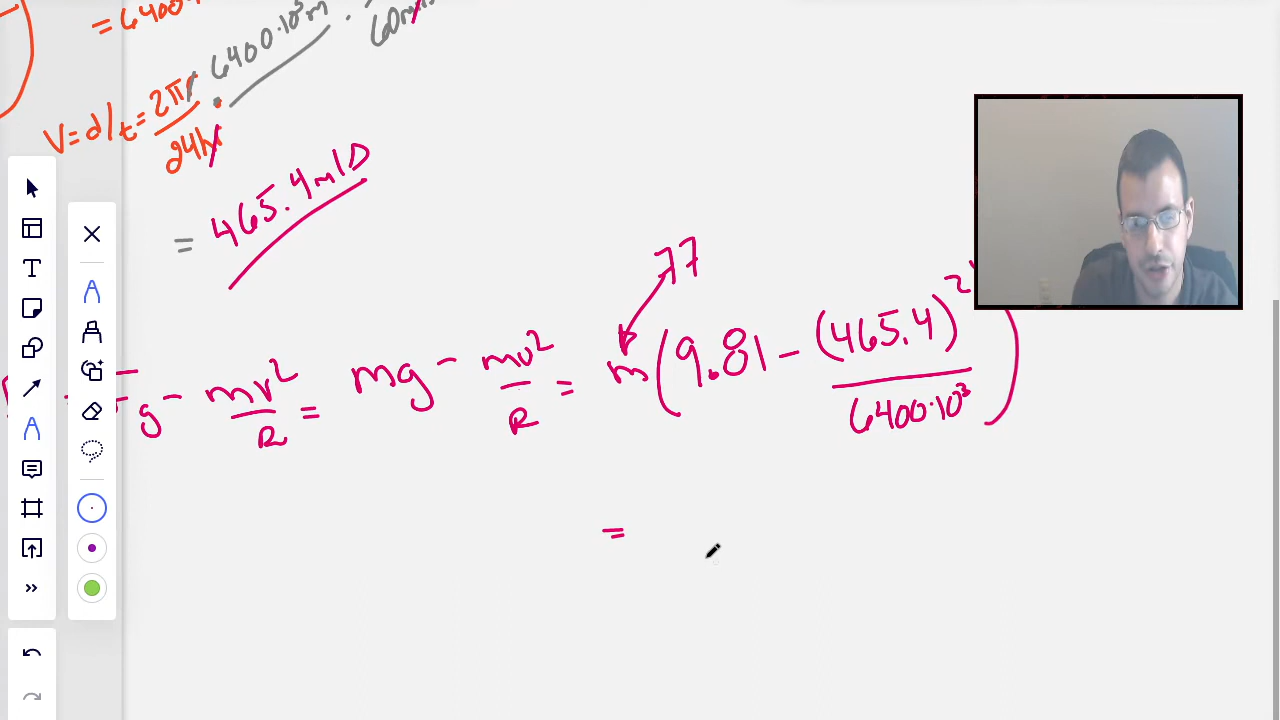 = 6400
V = d/t = 2πr/24hr · 6400·10³m ·
= 465.4 m/s
g - mv²/R = mg - mv²/R = m(9.81 - (465.4)²/6400·10³)
77
=